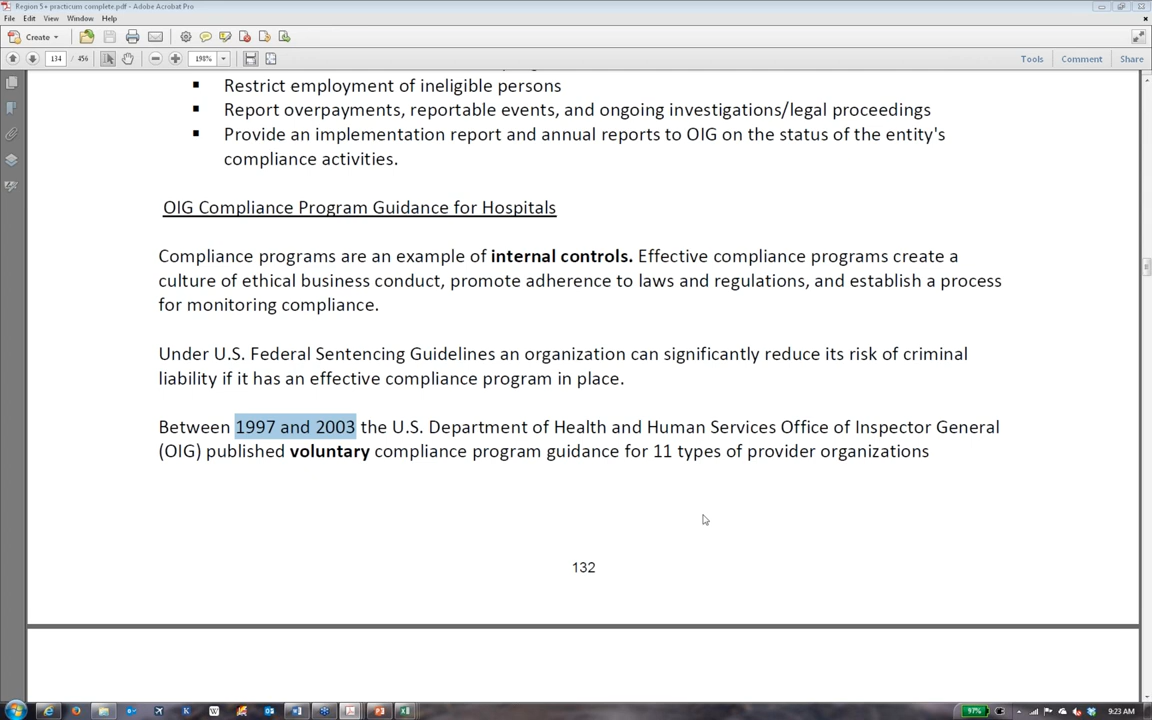 Region 5+ practicum complete.pdf - Adobe Acrobat Pro
File Edit View Window Help
Create
134 / 456 198% Tools Comment Share
▪ Restrict employment of ineligible persons
▪ Report overpayments, reportable events, and ongoing investigations/legal proceedings
▪ Provide an implementation report and annual reports to OIG on the status of the entity's
compliance activities.
OIG Compliance Program Guidance for Hospitals
Compliance programs are an example of internal controls. Effective compliance programs create a
culture of ethical business conduct, promote adherence to laws and regulations, and establish a process
for monitoring compliance.
Under U.S. Federal Sentencing Guidelines an organization can significantly reduce its risk of criminal
liability if it has an effective compliance program in place.
Between 1997 and 2003 the U.S. Department of Health and Human Services Office of Inspector General
(OIG) published voluntary compliance program guidance for 11 types of provider organizations
132
97% 9:23 AM